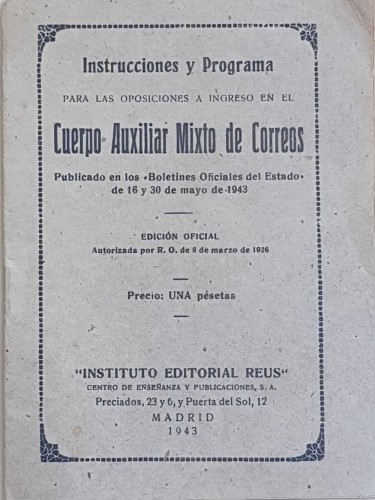 Instrucciones y Programa
PARA LAS OPOSICIONES A INGRESO EN EL
Cuerpo Auxiliar Mixto de Correos
Publicado en los «Boletines Oficiales del Estado»
de 16 y 30 de mayo de 1943
EDICIÓN OFICIAL
Autorizada por R. O. de 8 de marzo de 1926
Precio: UNA pesetas
"INSTITUTO EDITORIAL REUS"
CENTRO DE ENSEÑANZA Y PUBLICACIONES, S. A.
Preciados, 23 y 6, y Puerta del Sol, 12
MADRID
1943